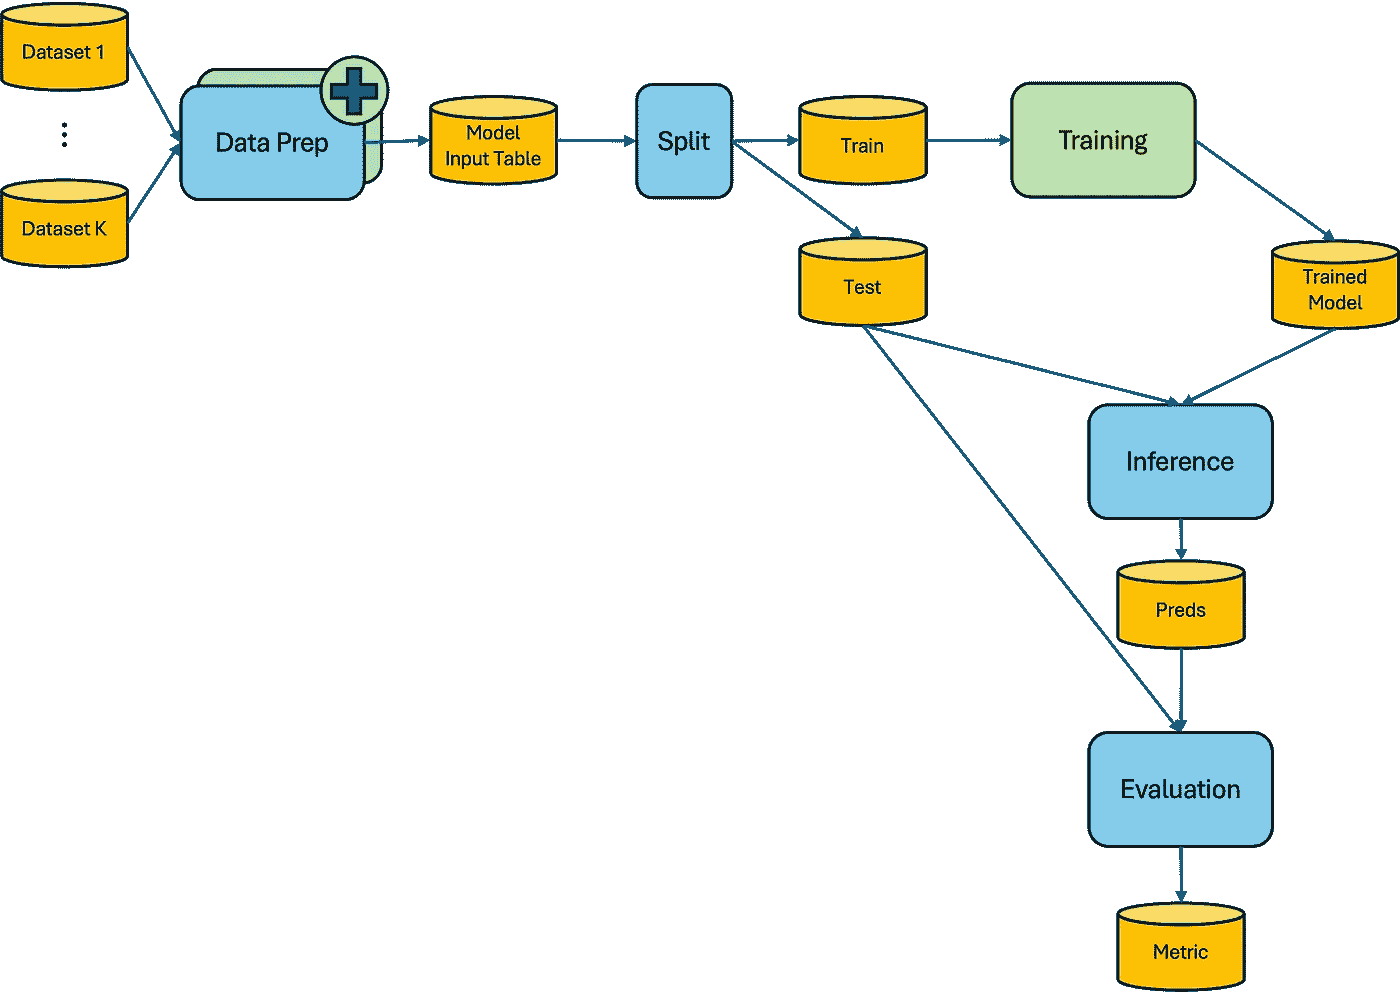 Dataset 1
Dataset K
Data Prep
Model
Input Table
Split
Train
Test
Training
Trained
Model
Inference
Preds
Evaluation
Metric